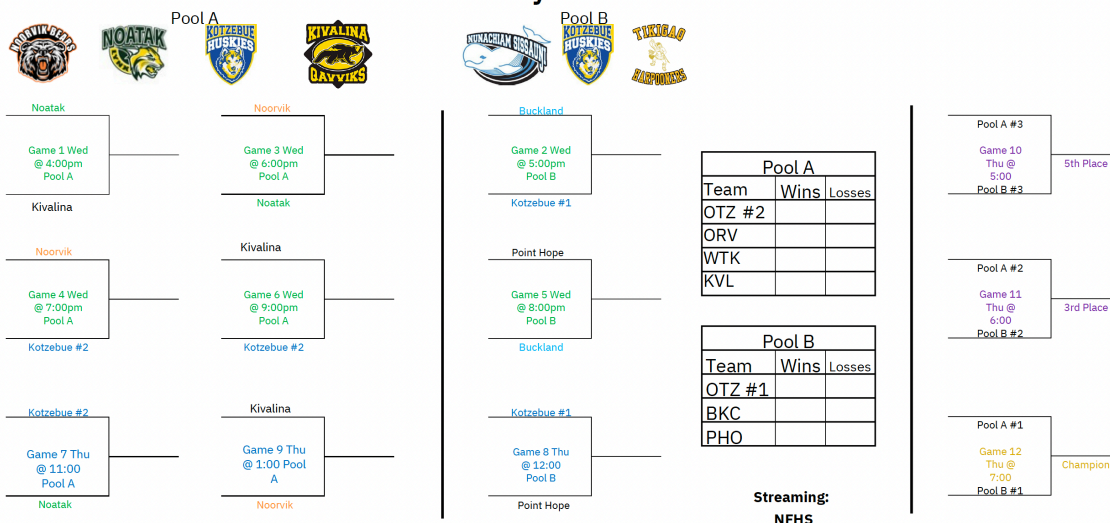 Pool A
Pool B
NOORVIK BEARS
NOATAK
LYNX
KOTZEBUE
HUSKIES
KIVALINA
QAVVIKS
NUNACHIAM SISSAUNI
KOTZEBUE
HUSKIES
TIKIGAQ
HARPOONERS
Noatak
Game 1 Wed
@ 4:00pm
Pool A
Kivalina
Noorvik
Game 3 Wed
@ 6:00pm
Pool A
Noatak
Buckland
Game 2 Wed
@ 5:00pm
Pool B
Kotzebue #1
Noorvik
Game 4 Wed
@ 7:00pm
Pool A
Kotzebue #2
Kivalina
Game 6 Wed
@ 9:00pm
Pool A
Kotzebue #2
Point Hope
Game 5 Wed
@ 8:00pm
Pool B
Buckland
Kotzebue #2
Game 7 Thu
@ 11:00
Pool A
Noatak
Kivalina
Game 9 Thu
@ 1:00 Pool
A
Noorvik
Kotzebue #1
Game 8 Thu
@ 12:00
Pool B
Point Hope
Pool A
Team Wins Losses
OTZ #2
ORV
WTK
KVL
Pool B
Team Wins Losses
OTZ #1
BKC
PHO
Streaming:
NFHS
Pool A #3
Game 10
Thu @
5:00
Pool B #3
5th Place
Pool A #2
Game 11
Thu @
6:00
Pool B #2
3rd Place
Pool A #1
Game 12
Thu @
7:00
Pool B #1
Champion